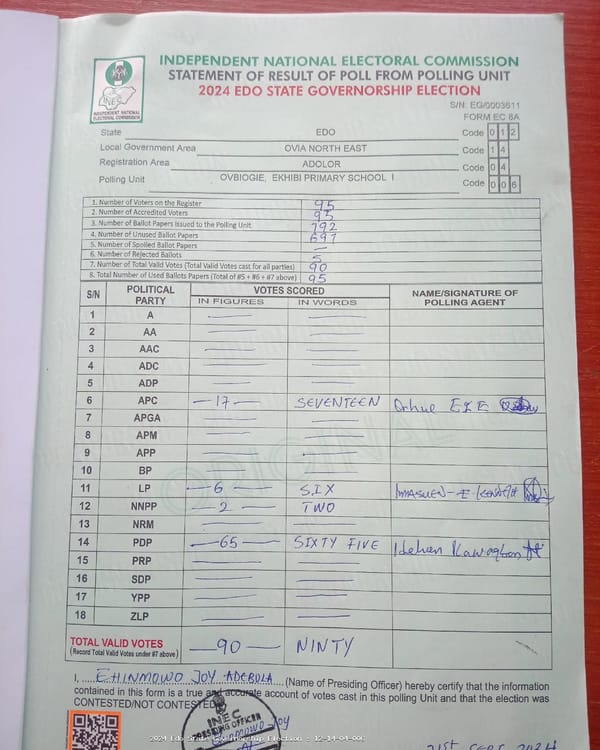 INDEPENDENT NATIONAL ELECTORAL COMMISSION
STATEMENT OF RESULT OF POLL FROM POLLING UNIT
2024 EDO STATE GOVERNORSHIP ELECTION
INEC
INDEPENDENT NATIONAL
ELECTORAL COMMISSION
S/N: EG/0003611
FORM EC 8A
State EDO Code 0 1 2
Local Government Area OVIA NORTH EAST Code 1 4
Registration Area ADOLOR Code 0 4
Polling Unit OVBIOGIE, EKHIBI PRIMARY SCHOOL I Code 0 0 6
1. Number of Voters on the Register 95
2. Number of Accredited Voters 95
3. Number of Ballot Papers Issued to the Polling Unit 792
4. Number of Unused Ballot Papers 697
5. Number of Spoiled Ballot Papers —
6. Number of Rejected Ballots 5
7. Number of Total Valid Votes (Total Valid Votes cast for all parties) 90
8. Total Number of Used Ballots Papers (Total of #5 + #6 + #7 above) 95
S/N POLITICAL PARTY VOTES SCORED NAME/SIGNATURE OF POLLING AGENT
IN FIGURES IN WORDS
1 A
2 AA
3 AAC
4 ADC
5 ADP
6 APC —17— SEVENTEEN
7 APGA
8 APM
9 APP
10 BP
11 LP —6— SIX
12 NNPP —2— TWO
13 NRM
14 PDP —65— SIXTY FIVE
15 PRP
16 SDP
17 YPP
18 ZLP
ORIGINAL
TOTAL VALID VOTES —90— NINTY
(Record Total Valid Votes under #7 above)
I, EHINMOWO JOY ADEBULA (Name of Presiding Officer) hereby certify that the information
contained in this form is a true and accurate account of votes cast in this polling Unit and that the election was
CONTESTED/NOT CONTESTED
INEC
PRESIDING OFFICER
2024 Edo State Governorship Election : 12-14-04-006
21st